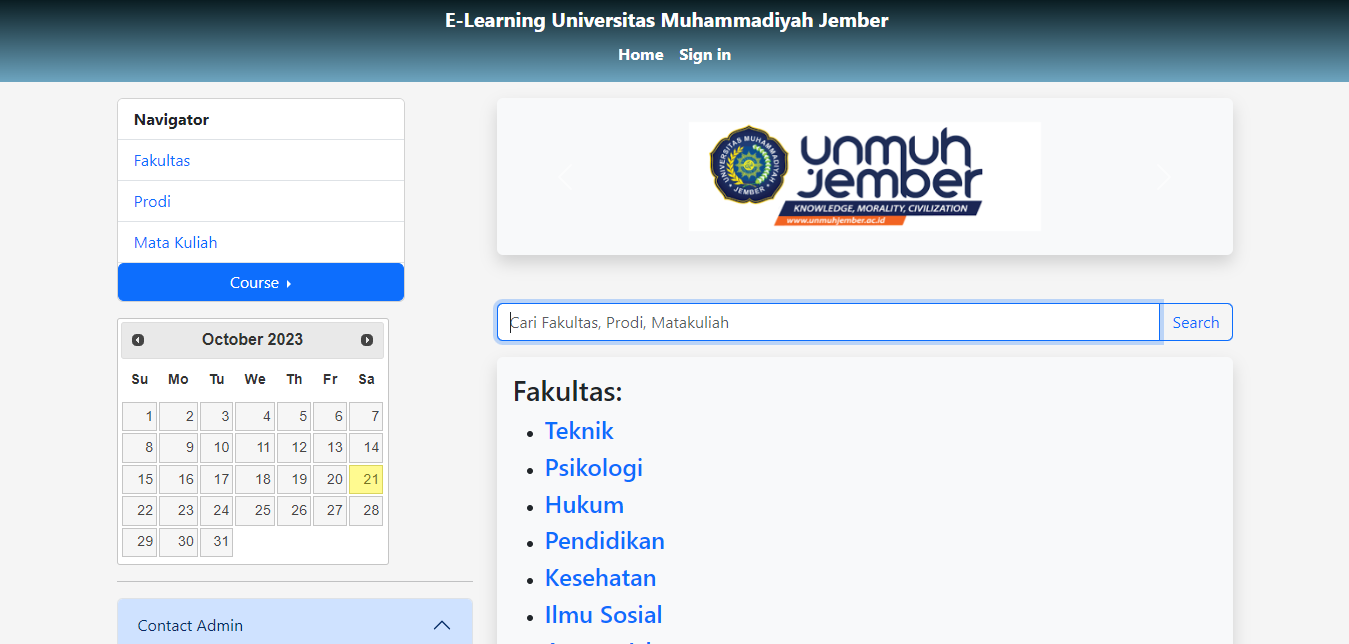 E-Learning Universitas Muhammadiyah Jember
Home Sign in
Navigator
Fakultas
Prodi
Mata Kuliah
Course
October 2023
Su Mo Tu We Th Fr Sa
1 2 3 4 5 6 7
8 9 10 11 12 13 14
15 16 17 18 19 20 21
22 23 24 25 26 27 28
29 30 31
Contact Admin
UNIVERSITAS MUHAMMADIYAH
JEMBER
unmuh
jember
KNOWLEDGE, MORALITY, CIVILIZATION
www.unmuhjember.ac.id
Cari Fakultas, Prodi, Matakuliah
Search
Fakultas:
Teknik
Psikologi
Hukum
Pendidikan
Kesehatan
Ilmu Sosial